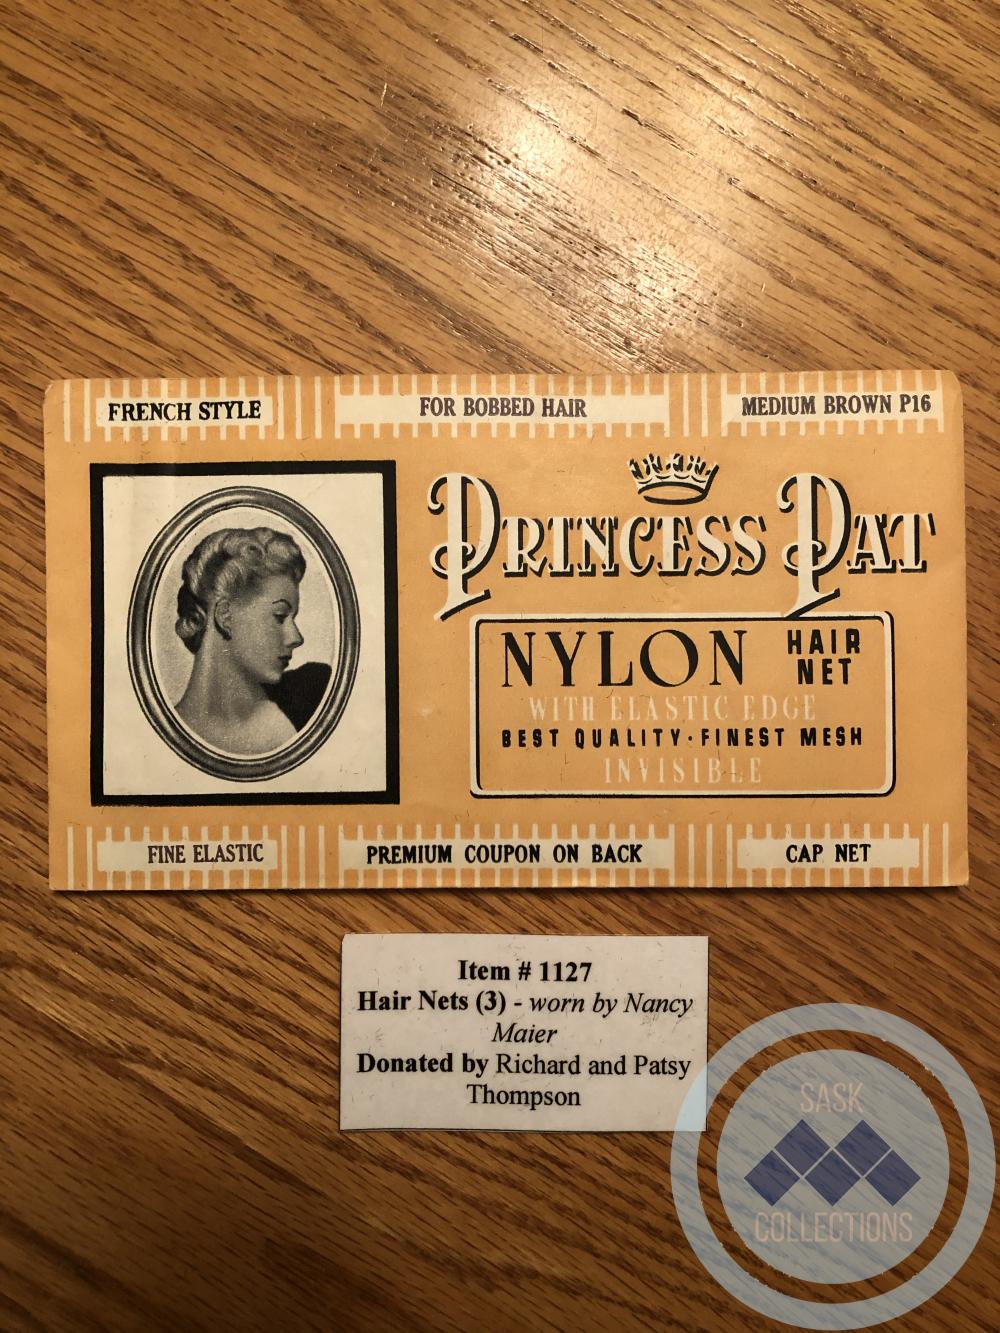 FRENCH STYLE
FOR BOBBED HAIR
MEDIUM BROWN P16
PRINCESS PAT
NYLON HAIR NET
WITH ELASTIC EDGE
BEST QUALITY · FINEST MESH
INVISIBLE
FINE ELASTIC
PREMIUM COUPON ON BACK
CAP NET
Item # 1127
Hair Nets (3) - worn by Nancy
Maier
Donated by Richard and Patsy
Thompson
SASK
COLLECTIONS